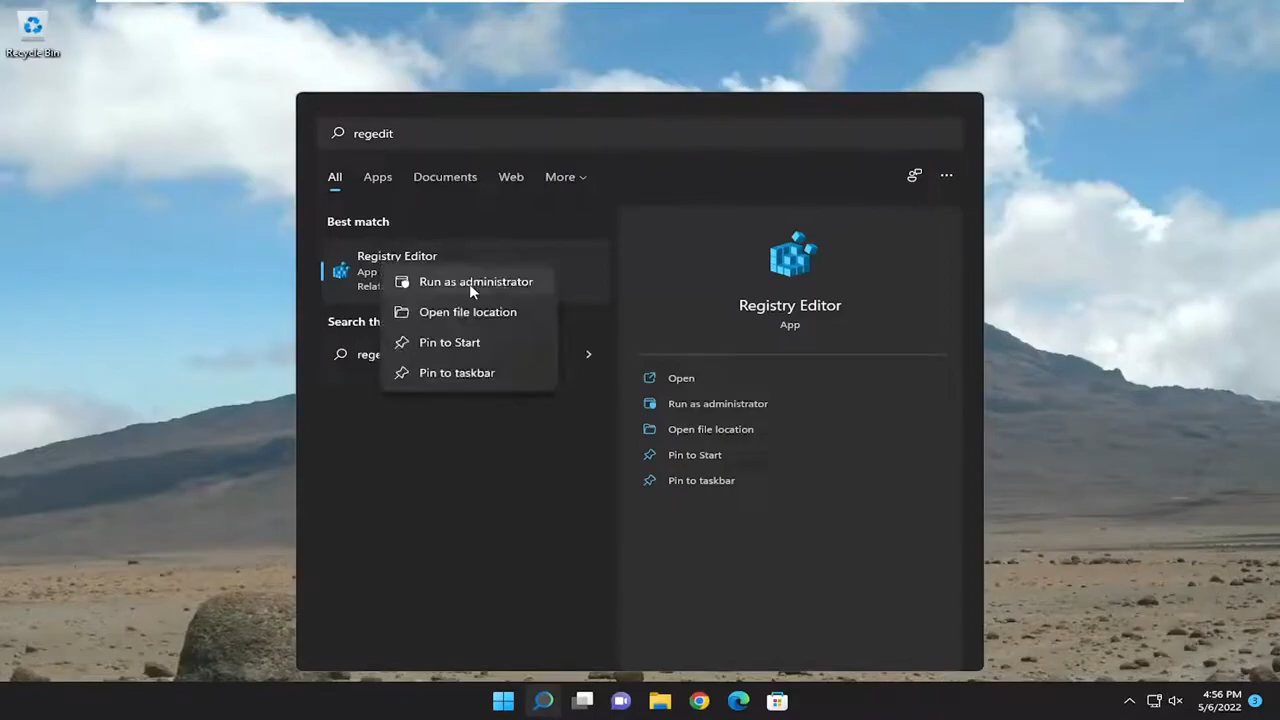 Recycle Bin
regedit
All Apps Documents Web More
Best match
Registry Editor
App
Run as administrator
Open file location
Pin to Start
Pin to taskbar
Registry Editor
App
Open
Run as administrator
Open file location
Pin to Start
Pin to taskbar
4:56 PM
5/6/2022
3